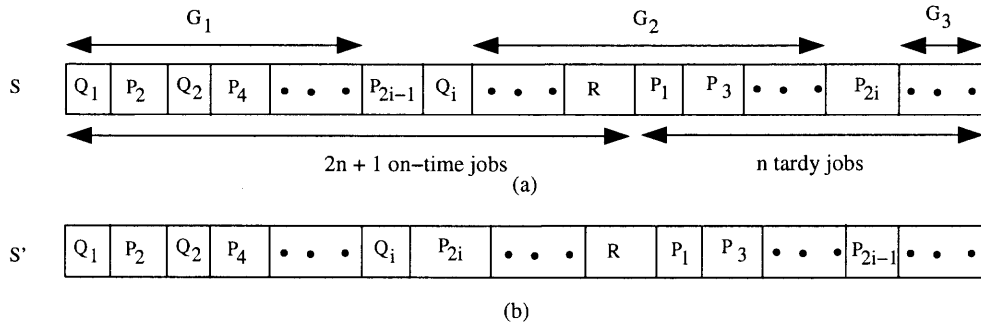 G1 G2 G3
S Q1 P2 Q2 P4 • • • P2i−1 Qi • • • R P1 P3 • • • P2i • • •
2n + 1 on−time jobs n tardy jobs
(a)
S' Q1 P2 Q2 P4 • • • Qi P2i • • • R P1 P3 • • • P2i−1 • • •
(b)